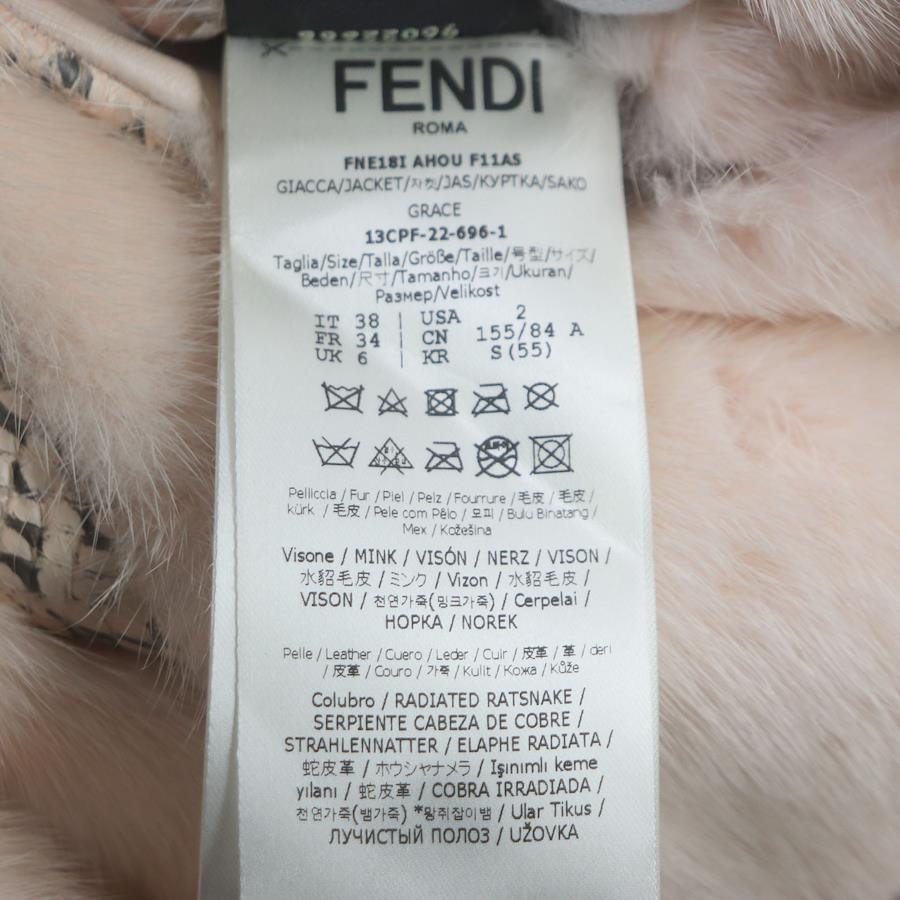 FENDI
ROMA
FNE18I AHOU F11AS
GIACCA/JACKET/자켓/JAS/КУРТКА/SAKO
GRACE
13CPF-22-696-1
Taglia/Size/Talla/Größe/Taille/号型/サイズ/
Beden/尺寸/Tamanho/크기/Ukuran/
Размер/Velikost
IT 38 | USA 2
FR 34 | CN 155/84 A
UK 6 | KR S(55)
Pelliccia / Fur / Piel / Pelz / Fourrure / 毛皮 / 毛皮 /
kürk / 毛皮 / Pele com Pêlo / 모피 / Bulu Binatang /
Mex / Kožešina
Visone / MINK / VISÓN / NERZ / VISON /
水貂毛皮 / ミンク / Vizon / 水貂毛皮 /
VISON / 천연가죽(밍크가죽) / Cerpelai /
НОРКА / NOREK
Pelle / Leather / Cuero / Leder / Cuir / 皮革 / 革 / deri
/ 皮革 / Couro / 가죽 / Kulit / Кожа / Kůže
Colubro / RADIATED RATSNAKE /
SERPIENTE CABEZA DE COBRE /
STRAHLENNATTER / ELAPHE RADIATA /
蛇皮革 / ホウシャナメラ / Işınımlı keme
yılanı / 蛇皮革 / COBRA IRRADIADA /
천연가죽(뱀가죽) *왕쥐잡이뱀 / Ular Tikus /
ЛУЧИСТЫЙ ПОЛОЗ / UŽOVKA